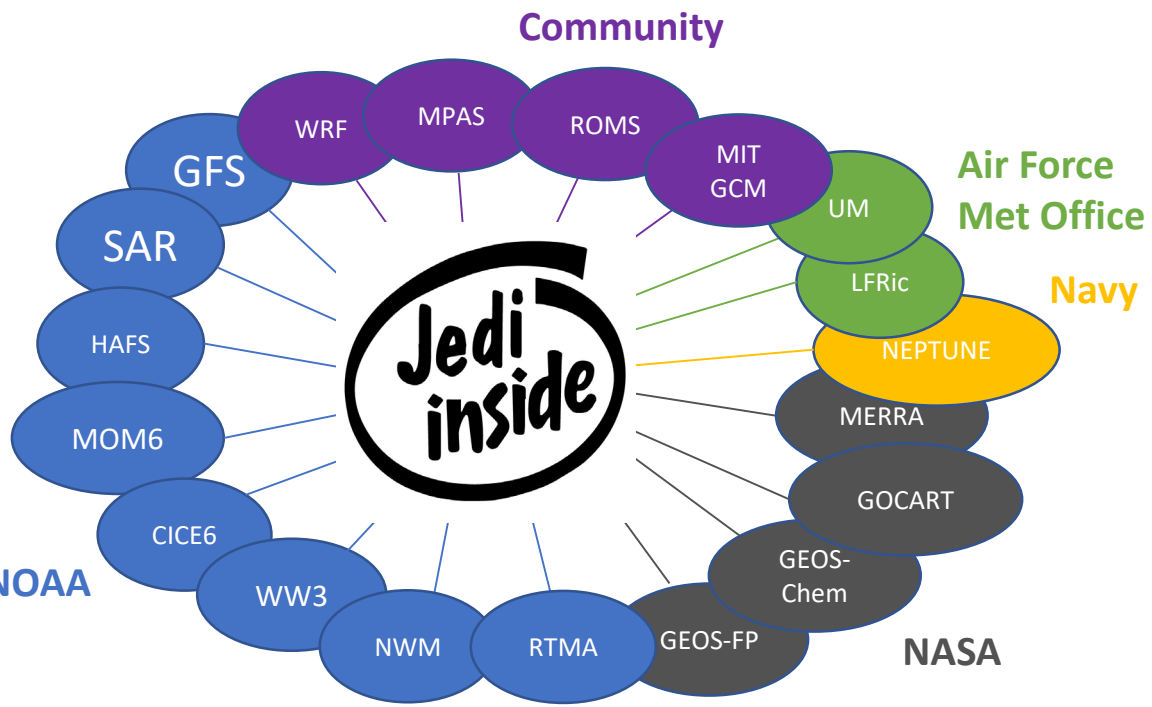 Community
WRF
MPAS
ROMS
MIT
GCM
GFS
SAR
HAFS
MOM6
CICE6
NOAA
WW3
NWM
RTMA
UM
LFRic
Air Force
Met Office
Navy
NEPTUNE
MERRA
GOCART
GEOS-
Chem
GEOS-FP
NASA
Jedi
inside